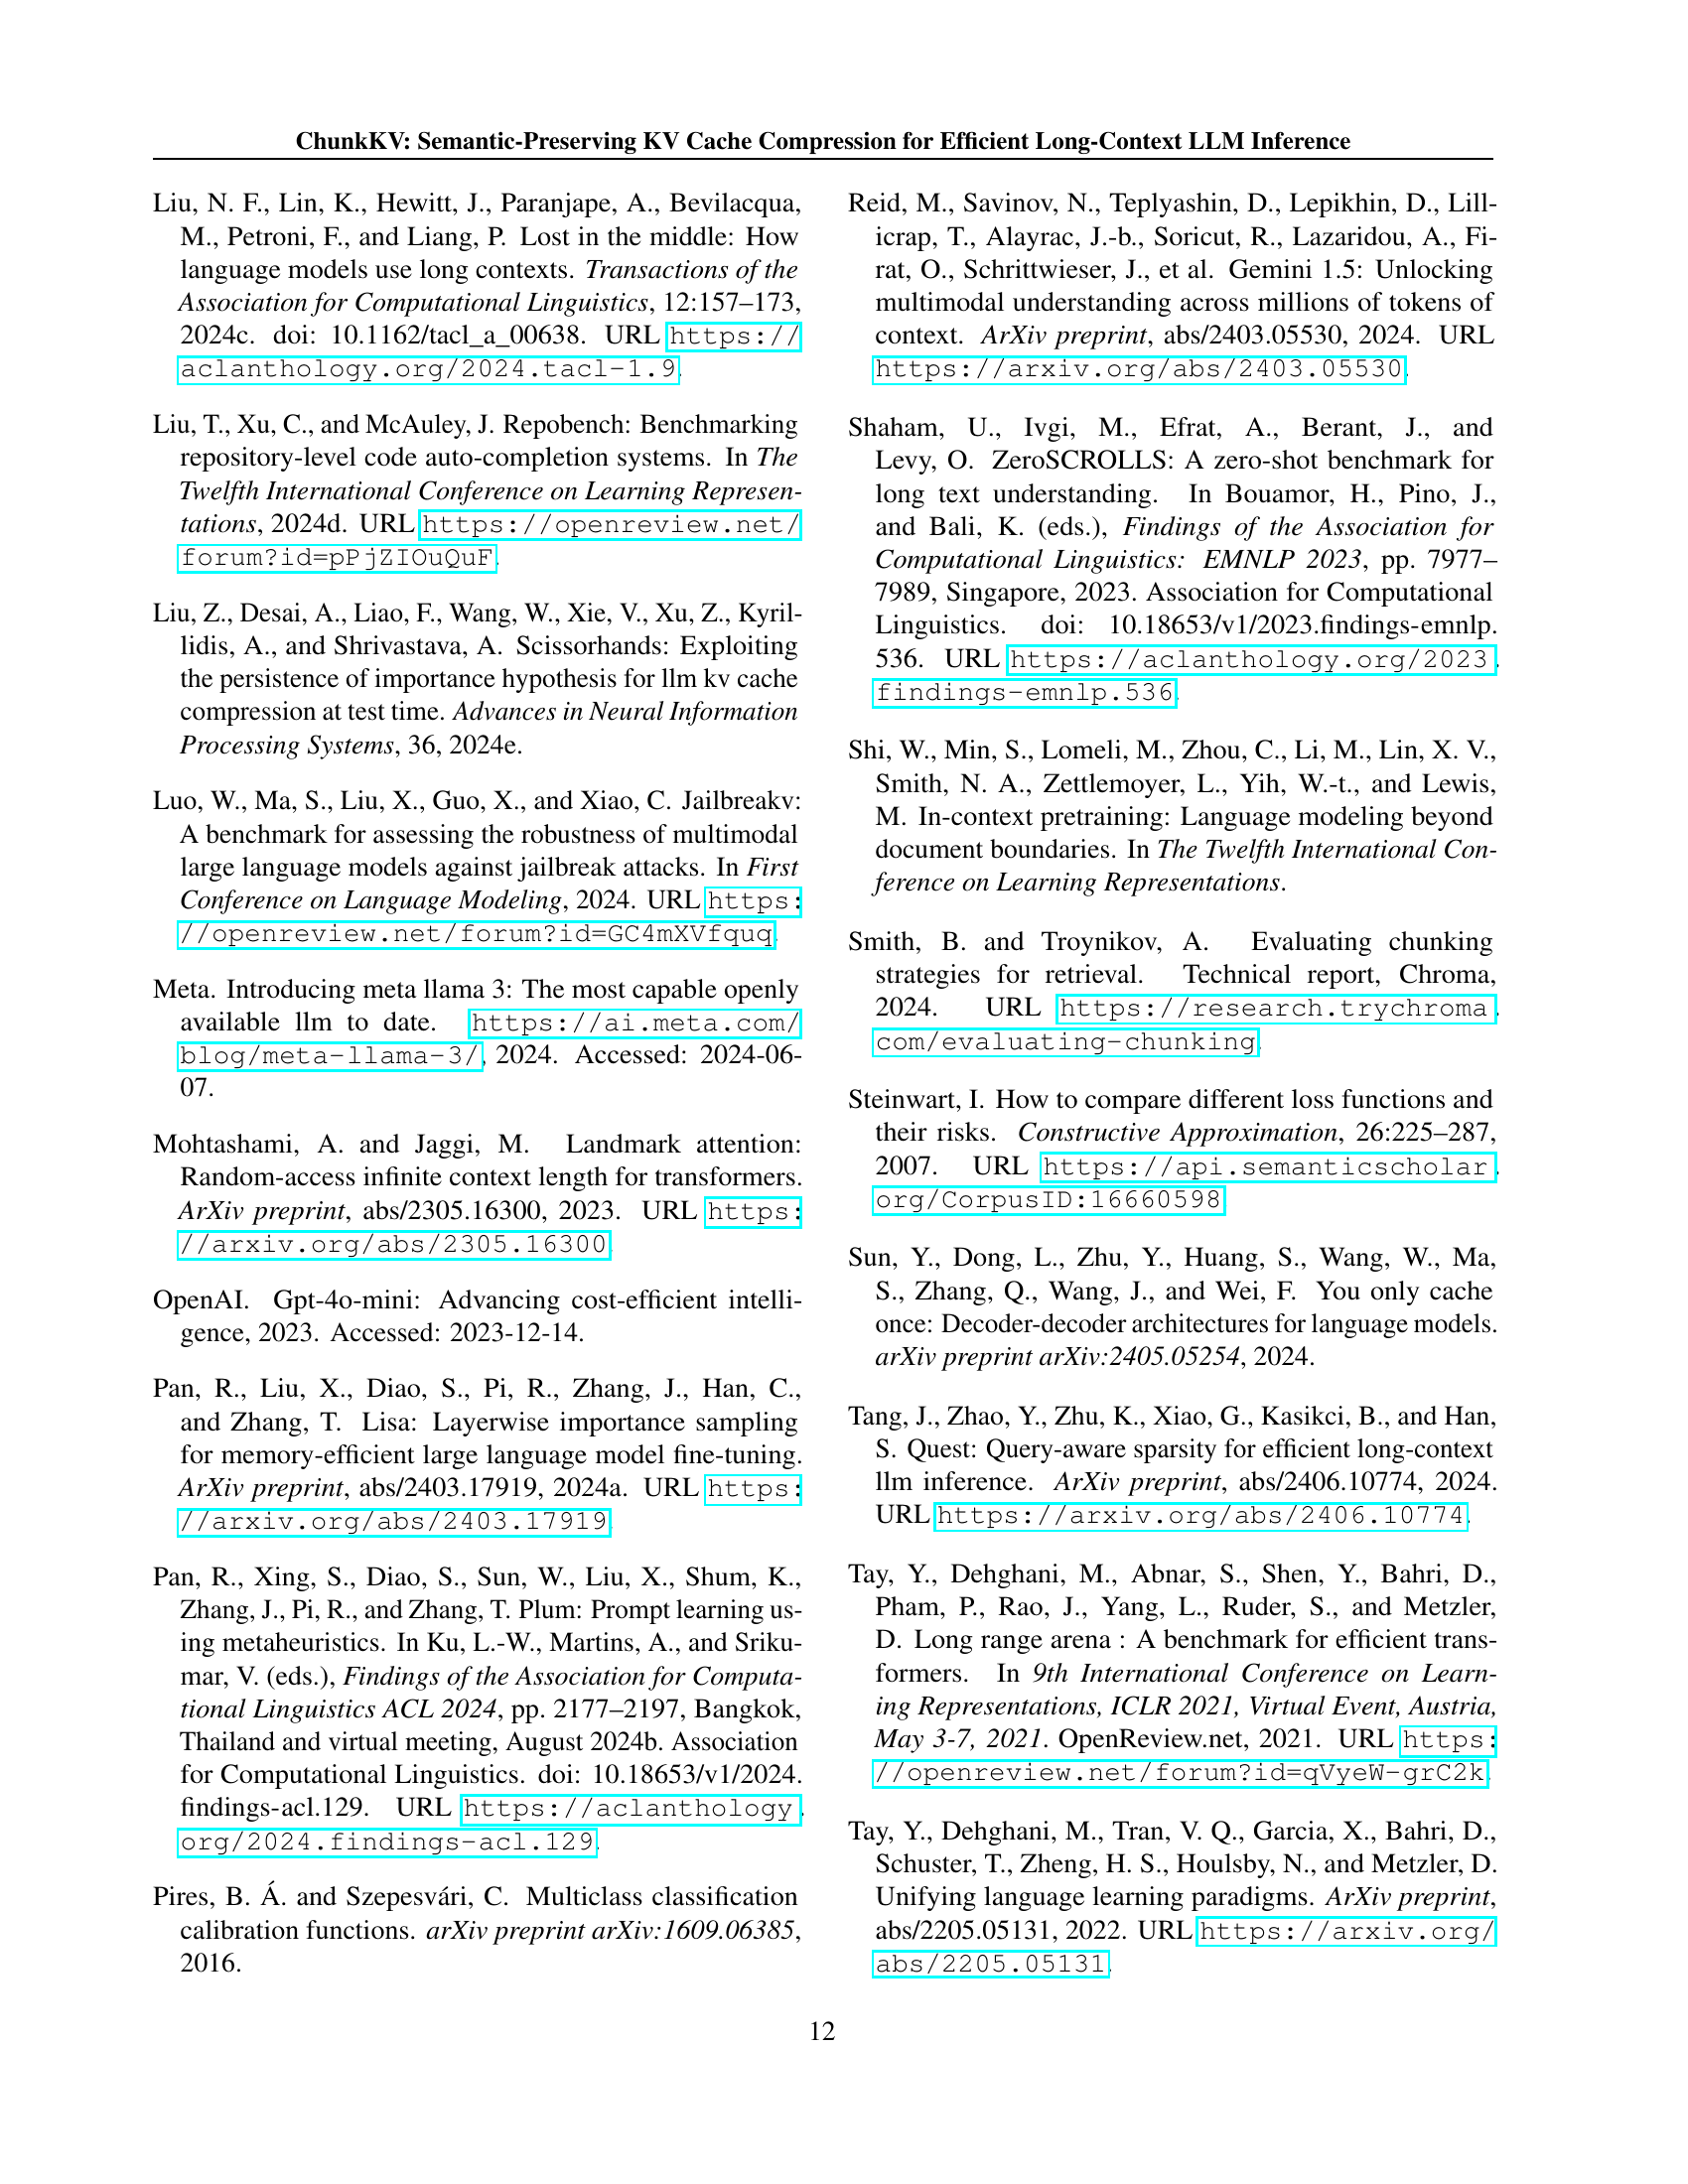 ChunkKV: Semantic-Preserving KV Cache Compression for Efficient Long-Context LLM Inference
Liu, N. F., Lin, K., Hewitt, J., Paranjape, A., Bevilacqua,
M., Petroni, F., and Liang, P. Lost in the middle: How
language models use long contexts. Transactions of the
Association for Computational Linguistics, 12:157–173,
2024c. doi: 10.1162/tacl_a_00638. URL https://
aclanthology.org/2024.tacl-1.9.
Liu, T., Xu, C., and McAuley, J. Repobench: Benchmarking
repository-level code auto-completion systems. In The
Twelfth International Conference on Learning Represen-
tations, 2024d. URL https://openreview.net/
forum?id=pPjZIOuQuF.
Liu, Z., Desai, A., Liao, F., Wang, W., Xie, V., Xu, Z., Kyril-
lidis, A., and Shrivastava, A. Scissorhands: Exploiting
the persistence of importance hypothesis for llm kv cache
compression at test time. Advances in Neural Information
Processing Systems, 36, 2024e.
Luo, W., Ma, S., Liu, X., Guo, X., and Xiao, C. Jailbreakv:
A benchmark for assessing the robustness of multimodal
large language models against jailbreak attacks. In First
Conference on Language Modeling, 2024. URL https:
//openreview.net/forum?id=GC4mXVfquq.
Meta. Introducing meta llama 3: The most capable openly
available llm to date. https://ai.meta.com/
blog/meta-llama-3/, 2024. Accessed: 2024-06-
07.
Mohtashami, A. and Jaggi, M. Landmark attention:
Random-access infinite context length for transformers.
ArXiv preprint, abs/2305.16300, 2023. URL https:
//arxiv.org/abs/2305.16300.
OpenAI. Gpt-4o-mini: Advancing cost-efficient intelli-
gence, 2023. Accessed: 2023-12-14.
Pan, R., Liu, X., Diao, S., Pi, R., Zhang, J., Han, C.,
and Zhang, T. Lisa: Layerwise importance sampling
for memory-efficient large language model fine-tuning.
ArXiv preprint, abs/2403.17919, 2024a. URL https:
//arxiv.org/abs/2403.17919.
Pan, R., Xing, S., Diao, S., Sun, W., Liu, X., Shum, K.,
Zhang, J., Pi, R., and Zhang, T. Plum: Prompt learning us-
ing metaheuristics. In Ku, L.-W., Martins, A., and Sriku-
mar, V. (eds.), Findings of the Association for Computa-
tional Linguistics ACL 2024, pp. 2177–2197, Bangkok,
Thailand and virtual meeting, August 2024b. Association
for Computational Linguistics. doi: 10.18653/v1/2024.
findings-acl.129. URL https://aclanthology.
org/2024.findings-acl.129.
Pires, B. Á. and Szepesvári, C. Multiclass classification
calibration functions. arXiv preprint arXiv:1609.06385,
2016.
Reid, M., Savinov, N., Teplyashin, D., Lepikhin, D., Lill-
icrap, T., Alayrac, J.-b., Soricut, R., Lazaridou, A., Fi-
rat, O., Schrittwieser, J., et al. Gemini 1.5: Unlocking
multimodal understanding across millions of tokens of
context. ArXiv preprint, abs/2403.05530, 2024. URL
https://arxiv.org/abs/2403.05530.
Shaham, U., Ivgi, M., Efrat, A., Berant, J., and
Levy, O. ZeroSCROLLS: A zero-shot benchmark for
long text understanding. In Bouamor, H., Pino, J.,
and Bali, K. (eds.), Findings of the Association for
Computational Linguistics: EMNLP 2023, pp. 7977–
7989, Singapore, 2023. Association for Computational
Linguistics. doi: 10.18653/v1/2023.findings-emnlp.
536. URL https://aclanthology.org/2023.
findings-emnlp.536.
Shi, W., Min, S., Lomeli, M., Zhou, C., Li, M., Lin, X. V.,
Smith, N. A., Zettlemoyer, L., Yih, W.-t., and Lewis,
M. In-context pretraining: Language modeling beyond
document boundaries. In The Twelfth International Con-
ference on Learning Representations.
Smith, B. and Troynikov, A. Evaluating chunking
strategies for retrieval. Technical report, Chroma,
2024. URL https://research.trychroma.
com/evaluating-chunking.
Steinwart, I. How to compare different loss functions and
their risks. Constructive Approximation, 26:225–287,
2007. URL https://api.semanticscholar.
org/CorpusID:16660598.
Sun, Y., Dong, L., Zhu, Y., Huang, S., Wang, W., Ma,
S., Zhang, Q., Wang, J., and Wei, F. You only cache
once: Decoder-decoder architectures for language models.
arXiv preprint arXiv:2405.05254, 2024.
Tang, J., Zhao, Y., Zhu, K., Xiao, G., Kasikci, B., and Han,
S. Quest: Query-aware sparsity for efficient long-context
llm inference. ArXiv preprint, abs/2406.10774, 2024.
URL https://arxiv.org/abs/2406.10774.
Tay, Y., Dehghani, M., Abnar, S., Shen, Y., Bahri, D.,
Pham, P., Rao, J., Yang, L., Ruder, S., and Metzler,
D. Long range arena : A benchmark for efficient trans-
formers. In 9th International Conference on Learn-
ing Representations, ICLR 2021, Virtual Event, Austria,
May 3-7, 2021. OpenReview.net, 2021. URL https:
//openreview.net/forum?id=qVyeW-grC2k.
Tay, Y., Dehghani, M., Tran, V. Q., Garcia, X., Bahri, D.,
Schuster, T., Zheng, H. S., Houlsby, N., and Metzler, D.
Unifying language learning paradigms. ArXiv preprint,
abs/2205.05131, 2022. URL https://arxiv.org/
abs/2205.05131.
12